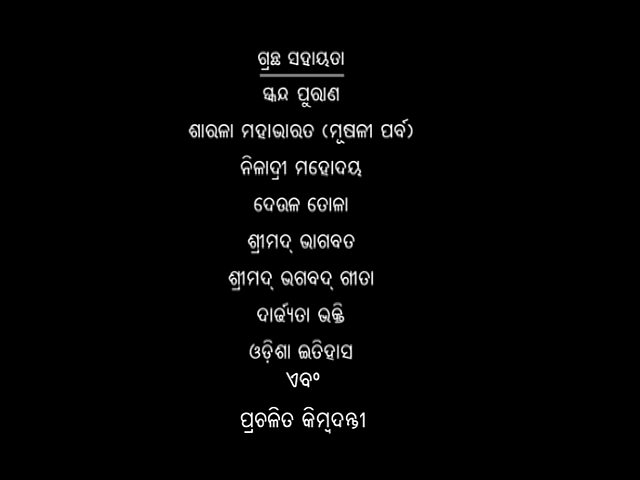 ଗ୍ରନ୍ଥ ସହାୟତା
ସ୍କନ୍ଦ ପୁରାଣ
ଶାରଳା ମହାଭାରତ (ମୂଷଳୀ ପର୍ବ)
ନିଳାଦ୍ରୀ ମହୋଦୟ
ଦେଉଳ ତୋଳା
ଶ୍ରୀମଦ୍ ଭାଗବତ
ଶ୍ରୀମଦ୍ ଭଗବଦ୍ ଗୀତା
ଦାର୍ଢ୍ୟତା ଭକ୍ତି
ଓଡ଼ିଶା ଇତିହାସ
ଏବଂ
ପ୍ରଚଳିତ କିମ୍ବଦନ୍ତୀ